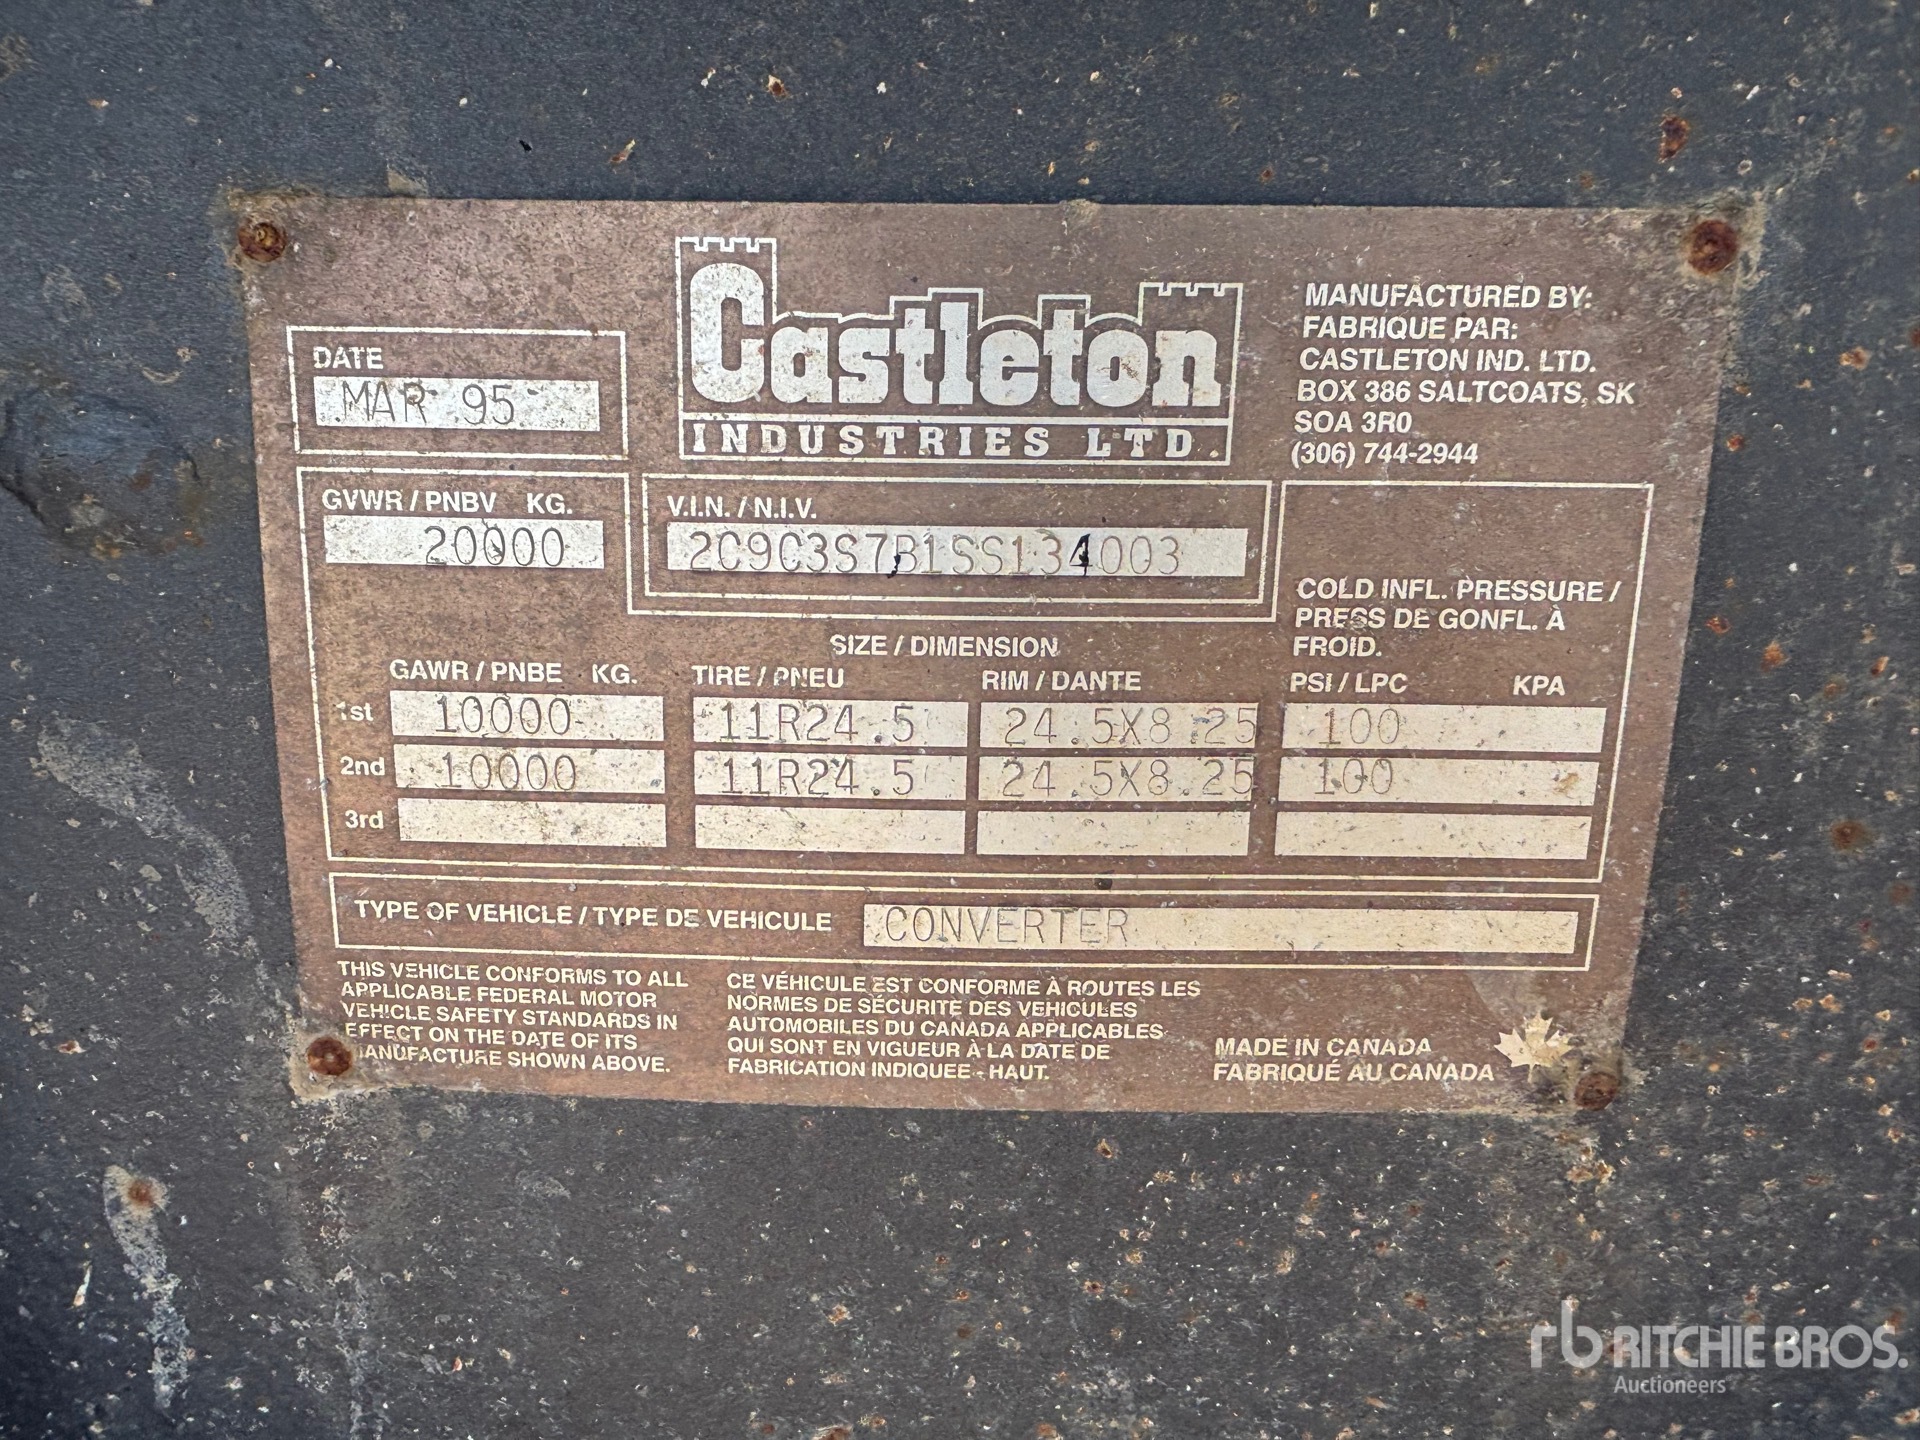 Castleton
INDUSTRIES LTD.
MANUFACTURED BY:
FABRIQUE PAR:
CASTLETON IND. LTD.
BOX 386 SALTCOATS, SK
SOA 3R0
(306) 744-2944
DATE
MAR 95
GVWR / PNBV KG.
20000
V.I.N. / N.I.V.
2C9C3S7B1SS134003
COLD INFL. PRESSURE /
PRESS DE GONFL. À
FROID.
SIZE / DIMENSION
GAWR / PNBE KG. TIRE / PNEU RIM / DANTE PSI / LPC KPA
1st 10000 11R24.5 24.5X8.25 100
2nd 10000 11R24.5 24.5X8.25 100
3rd
TYPE OF VEHICLE / TYPE DE VEHICULE CONVERTER
THIS VEHICLE CONFORMS TO ALL
APPLICABLE FEDERAL MOTOR
VEHICLE SAFETY STANDARDS IN
EFFECT ON THE DATE OF ITS
MANUFACTURE SHOWN ABOVE.
CE VÉHICULE EST CONFORME À ROUTES LES
NORMES DE SÉCURITE DES VEHICULES
AUTOMOBILES DU CANADA APPLICABLES
QUI SONT EN VIGUEUR À LA DATE DE
FABRICATION INDIQUEE - HAUT.
MADE IN CANADA
FABRIQUÉ AU CANADA
rb RITCHIE BROS.
Auctioneers